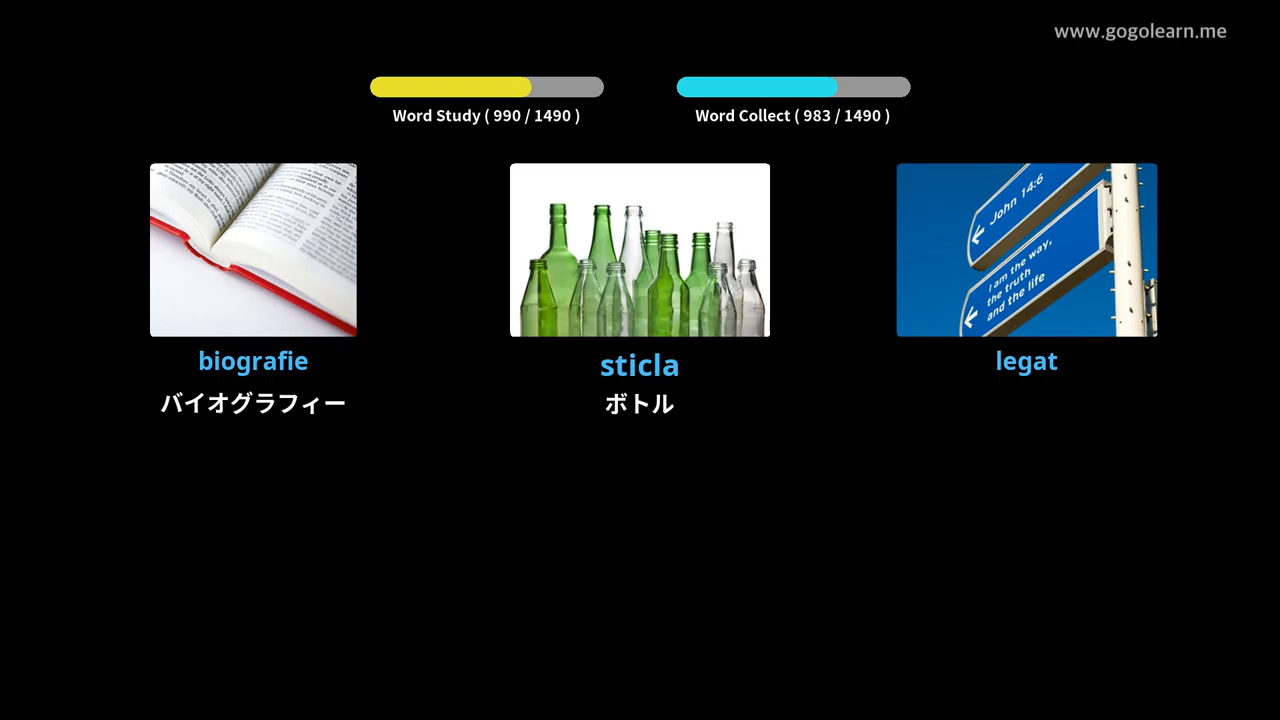 www.gogolearn.me
Word Study ( 990 / 1490 )
Word Collect ( 983 / 1490 )
John 14:6
I am the way,
the truth
and the life
biografie
sticla
legat
バイオグラフィー
ボトル